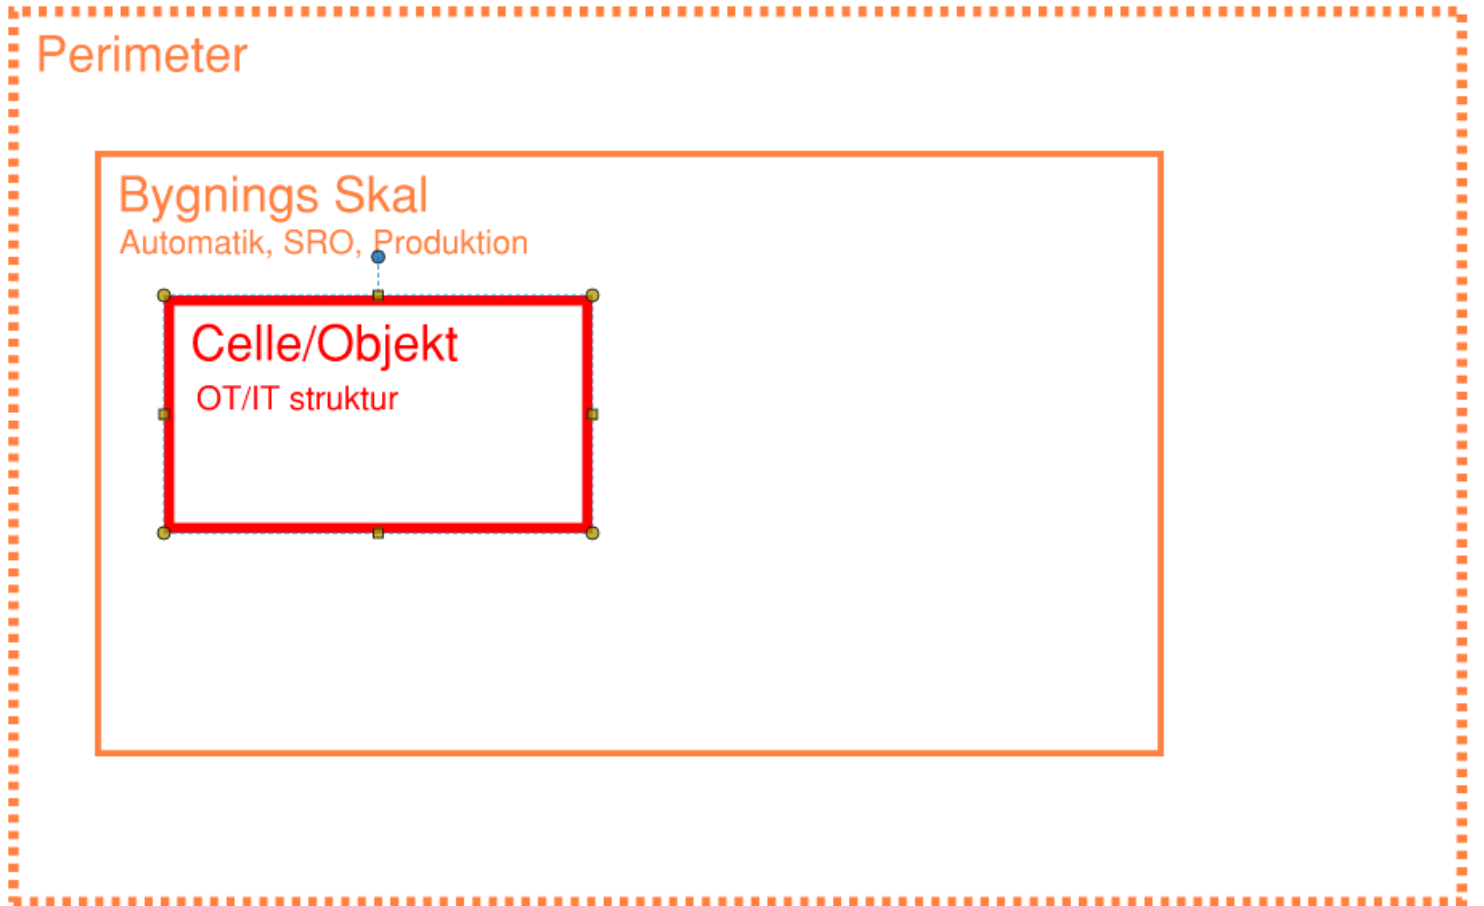 Perimeter
Bygnings Skal
Automatik, SRO, Produktion
Celle/Objekt
OT/IT struktur